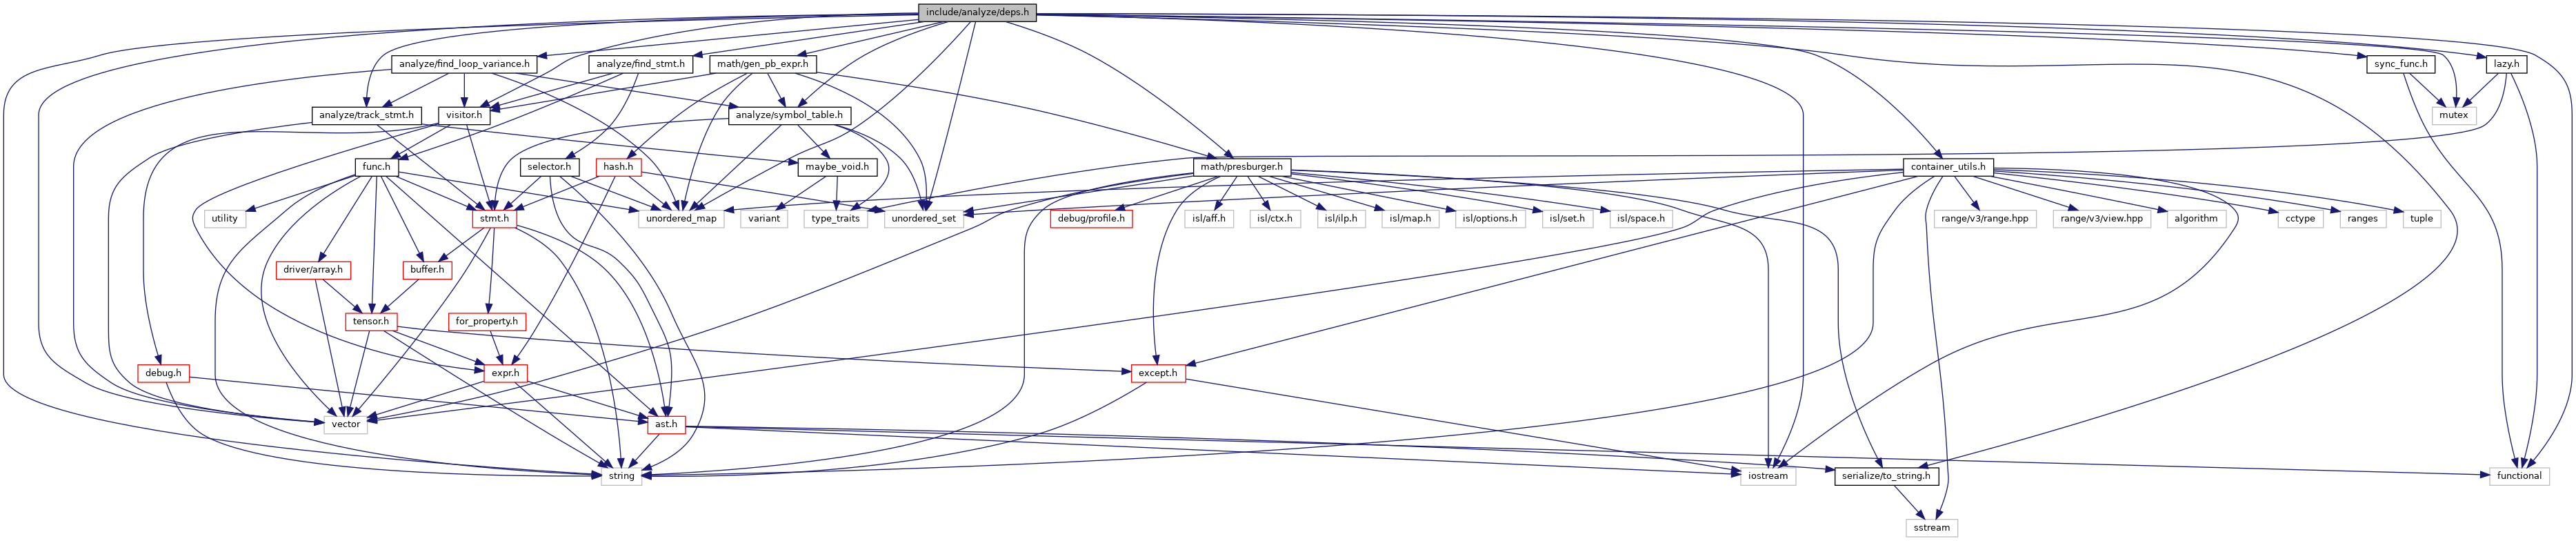 include/analyze/deps.h
analyze/find_loop_variance.h
analyze/find_stmt.h
math/gen_pb_expr.h
sync_func.h
lazy.h
analyze/track_stmt.h
visitor.h
analyze/symbol_table.h
mutex
func.h
selector.h
hash.h
maybe_void.h
math/presburger.h
container_utils.h
utility
stmt.h
unordered_map
variant
type_traits
unordered_set
debug/profile.h
isl/aff.h
isl/ctx.h
isl/ilp.h
isl/map.h
isl/options.h
isl/set.h
isl/space.h
range/v3/range.hpp
range/v3/view.hpp
algorithm
cctype
ranges
tuple
driver/array.h
buffer.h
tensor.h
for_property.h
debug.h
expr.h
except.h
vector
ast.h
string
iostream
serialize/to_string.h
functional
sstream